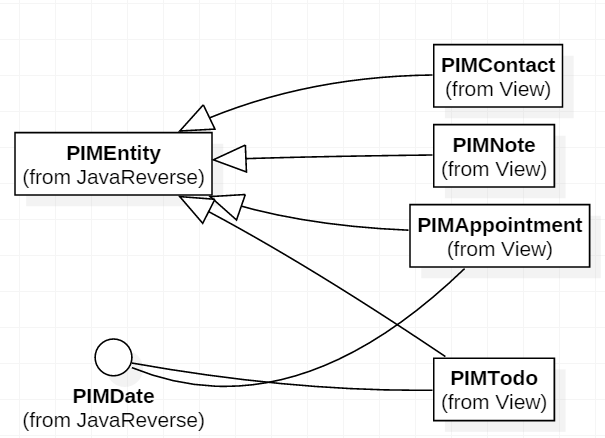 PIMContact
(from View)
PIMEntity
(from JavaReverse)
PIMNote
(from View)
PIMAppointment
(from View)
PIMDate
(from JavaReverse)
PIMTodo
(from View)